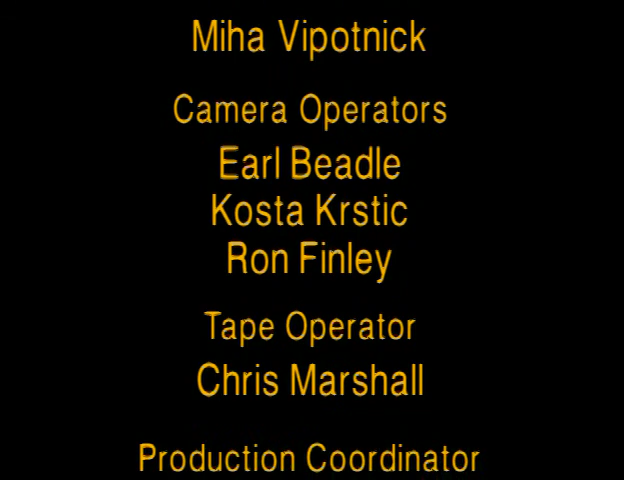 Miha Vipotnick
Camera Operators
Earl Beadle
Kosta Krstic
Ron Finley
Tape Operator
Chris Marshall
Production Coordinator